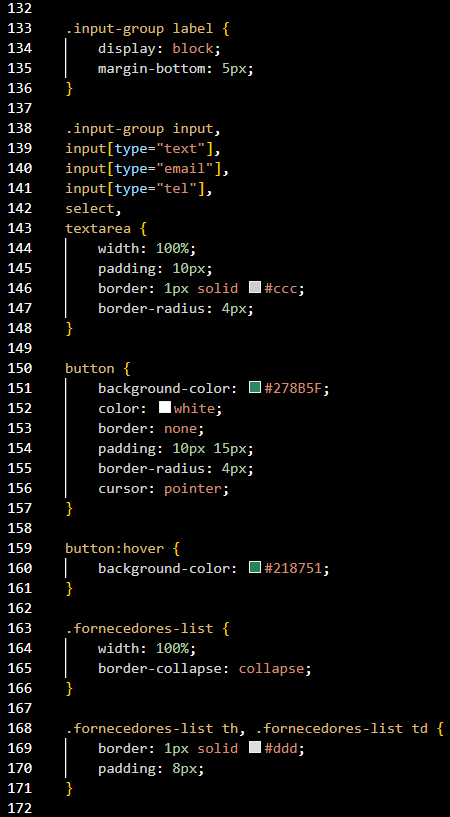 132
133 .input-group label {
134 display: block;
135 margin-bottom: 5px;
136 }
137
138 .input-group input,
139 input[type="text"],
140 input[type="email"],
141 input[type="tel"],
142 select,
143 textarea {
144 width: 100%;
145 padding: 10px;
146 border: 1px solid #ccc;
147 border-radius: 4px;
148 }
149
150 button {
151 background-color: #278B5F;
152 color: white;
153 border: none;
154 padding: 10px 15px;
155 border-radius: 4px;
156 cursor: pointer;
157 }
158
159 button:hover {
160 background-color: #218751;
161 }
162
163 .fornecedores-list {
164 width: 100%;
165 border-collapse: collapse;
166 }
167
168 .fornecedores-list th, .fornecedores-list td {
169 border: 1px solid #ddd;
170 padding: 8px;
171 }
172